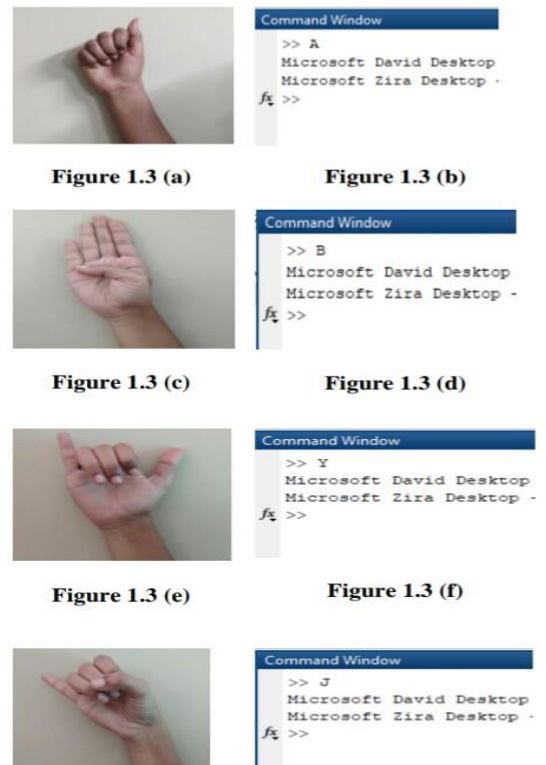 Command Window
>> A
Microsoft David Desktop
Microsoft Zira Desktop -
fx >>
Figure 1.3 (a)
Figure 1.3 (b)
Command Window
>> B
Microsoft David Desktop
Microsoft Zira Desktop -
fx >>
Figure 1.3 (c)
Figure 1.3 (d)
Command Window
>> Y
Microsoft David Desktop
Microsoft Zira Desktop -
fx >>
Figure 1.3 (e)
Figure 1.3 (f)
Command Window
>> J
Microsoft David Desktop
Microsoft Zira Desktop -
fx >>